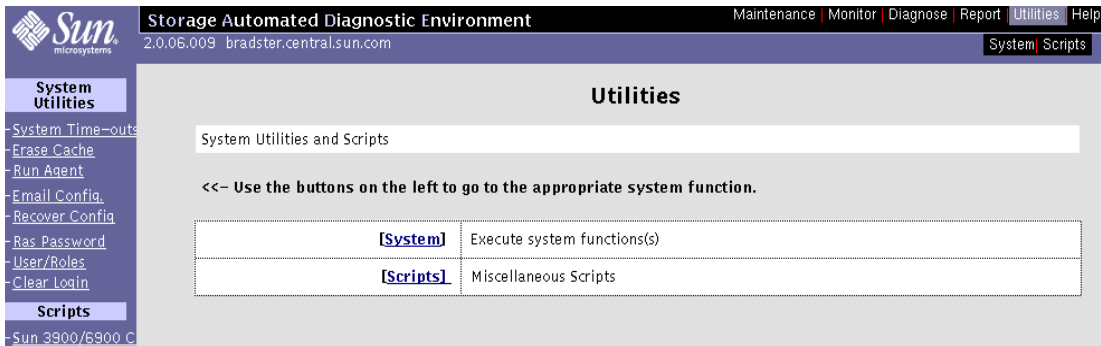 Sun
microsystems
Storage Automated Diagnostic Environment
Maintenance | Monitor | Diagnose | Report | Utilities | Help
2.0.06.009 bradster.central.sun.com
System| Scripts
System
Utilities
-System Time-outs
-Erase Cache
-Run Agent
-Email Config.
-Recover Config
-Ras Password
-User/Roles
-Clear Login
Scripts
-Sun 3900/6900 C
Utilities
System Utilities and Scripts
<<- Use the buttons on the left to go to the appropriate system function.
[System] Execute system functions(s)
[Scripts] Miscellaneous Scripts